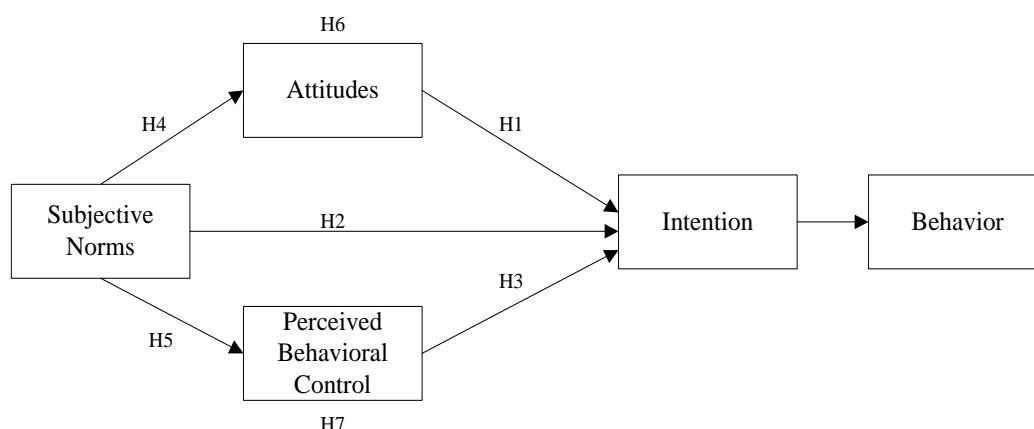 H6
Attitudes
H4
H1
Subjective
Norms
H2
Intention
Behavior
H3
H5
Perceived
Behavioral
Control
H7